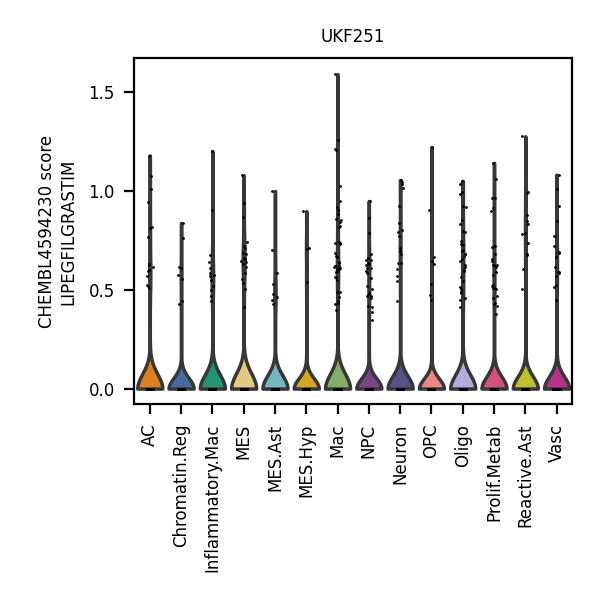 UKF251
CHEMBL4594230 score
LIPEGFILGRASTIM
1.5
1.0
0.5
0.0
AC
Chromatin.Reg
Inflammatory.Mac
MES
MES.Ast
MES.Hyp
Mac
NPC
Neuron
OPC
Oligo
Prolif.Metab
Reactive.Ast
Vasc